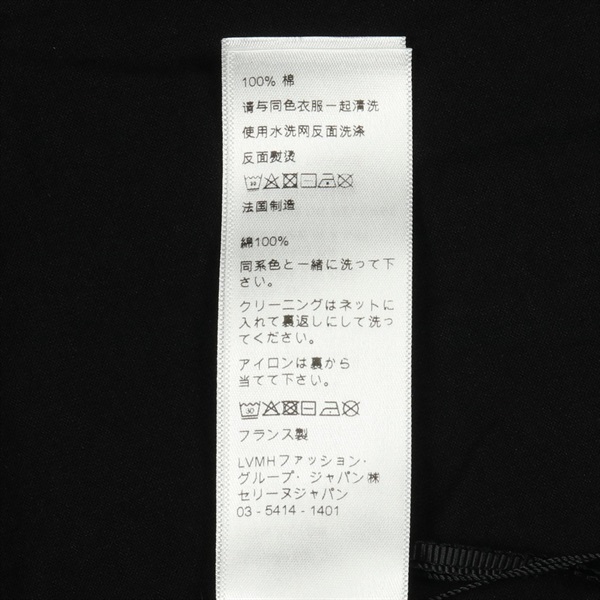 100% 棉
请与同色衣服一起清洗
使用水洗网反面洗涤
反面熨烫
法国制造
綿100%
同系色と一緒に洗って下
さい。
クリーニングはネットに
入れて裏返しにして洗っ
てください。
アイロンは裏から
当てて下さい。
フランス製
LVMHファッション・
グループ・ジャパン㈱
セリーヌジャパン
03 - 5414 - 1401